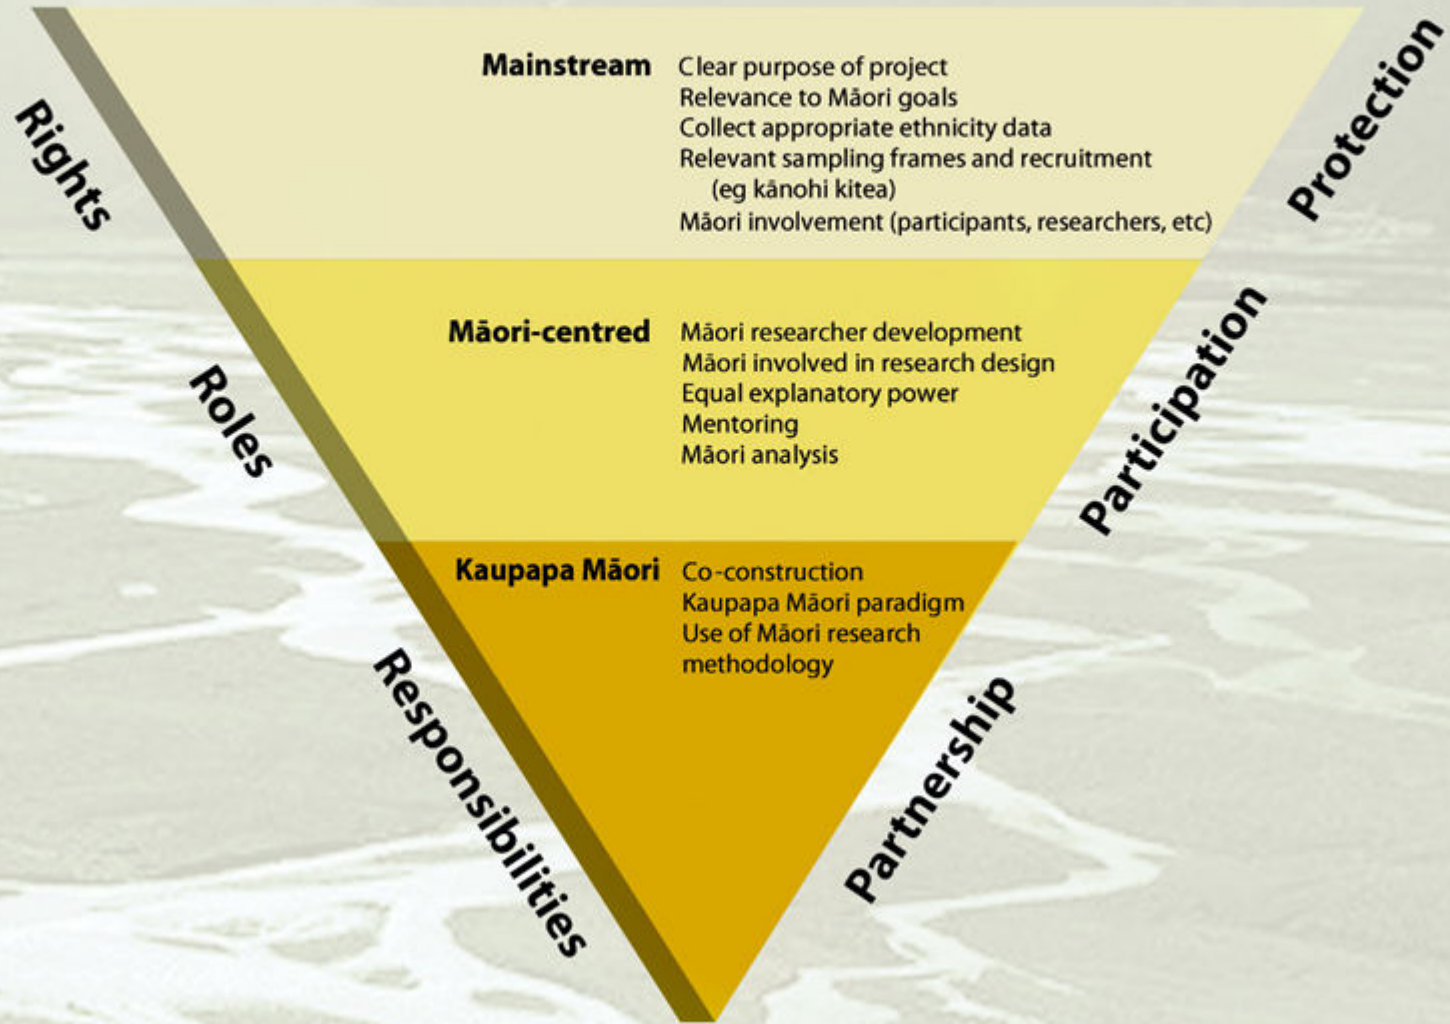 Mainstream
Clear purpose of project
Relevance to Māori goals
Collect appropriate ethnicity data
Relevant sampling frames and recruitment
(eg kānohi kitea)
Māori involvement (participants, researchers, etc)
Rights
Protection
Māori-centred
Māori researcher development
Māori involved in research design
Equal explanatory power
Mentoring
Māori analysis
Roles
Participation
Kaupapa Māori
Co-construction
Kaupapa Māori paradigm
Use of Māori research
methodology
Responsibilities
Partnership